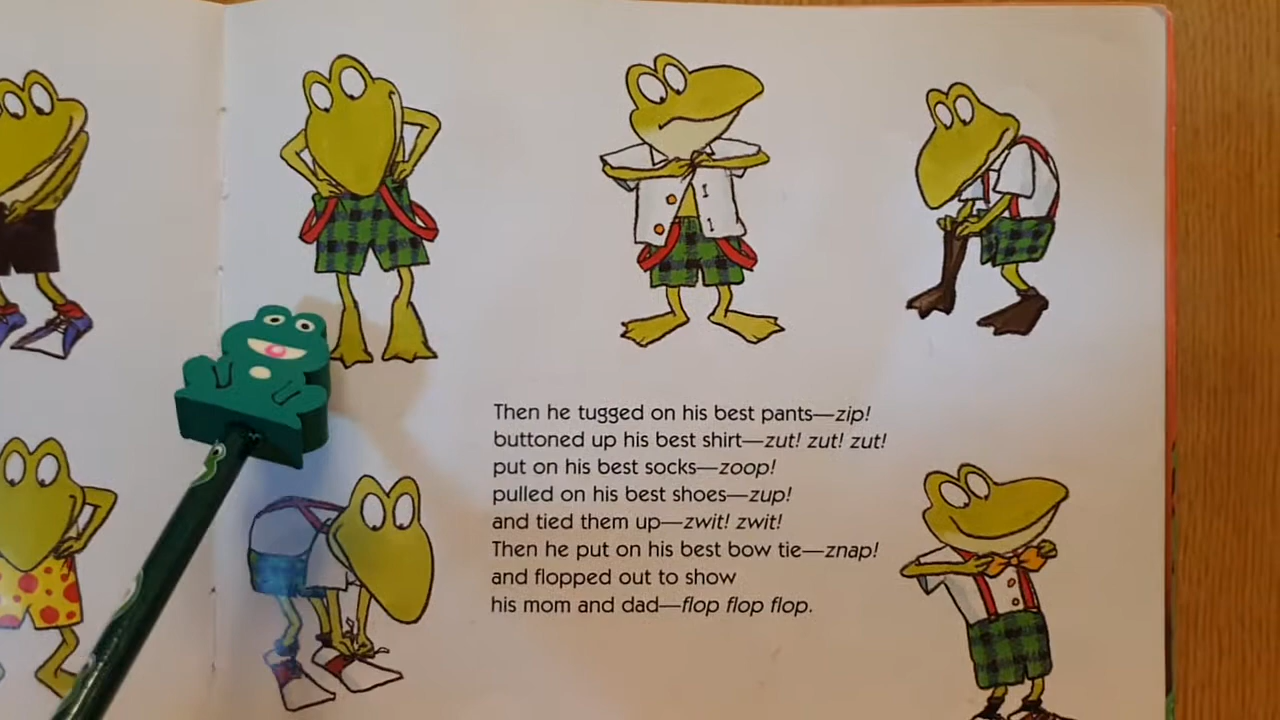 Then he tugged on his best pants—zip!
buttoned up his best shirt—zut! zut! zut!
put on his best socks—zoop!
pulled on his best shoes—zup!
and tied them up—zwit! zwit!
Then he put on his best bow tie—znap!
and flopped out to show
his mom and dad—flop flop flop.